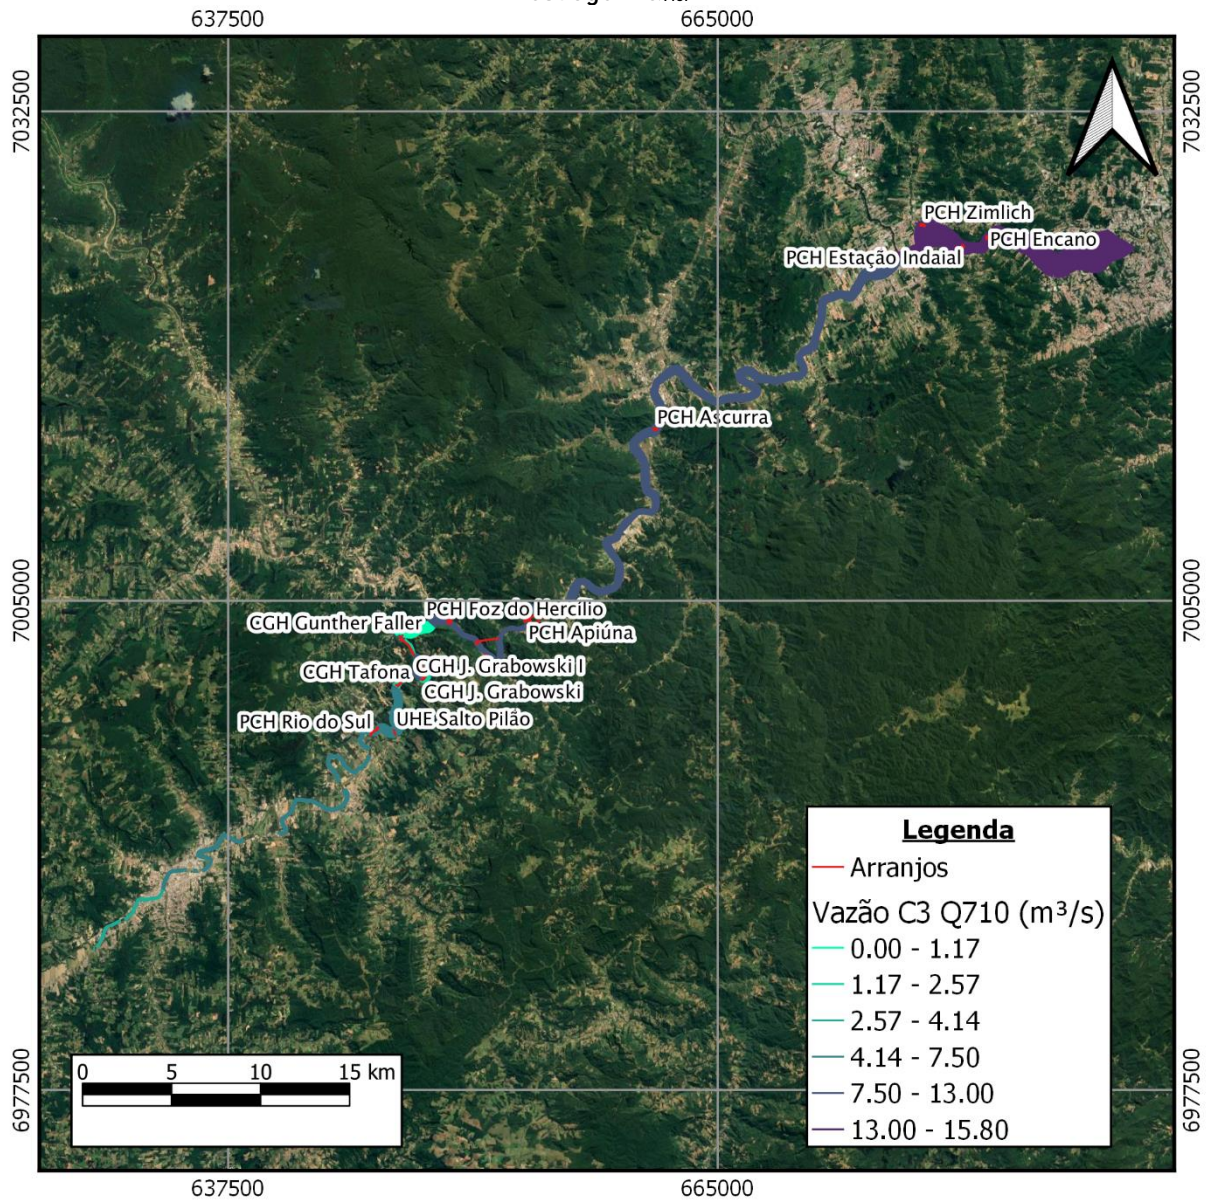 637500 665000
7032500 7032500
PCH Zimlich
PCH Encano
PCH Estação Indaial
PCH Ascurra
7005000 7005000
PCH Foz do Hercílio
CGH Gunther Faller
PCH Apiúna
CGH J. Grabowski I
CGH Tafona
CGH J. Grabowski
PCH Rio do Sul
UHE Salto Pilão
Legenda
Arranjos
Vazão C3 Q710 (m³/s)
0.00 - 1.17
1.17 - 2.57
2.57 - 4.14
4.14 - 7.50
7.50 - 13.00
13.00 - 15.80
0 5 10 15 km
6977500 6977500
637500 665000